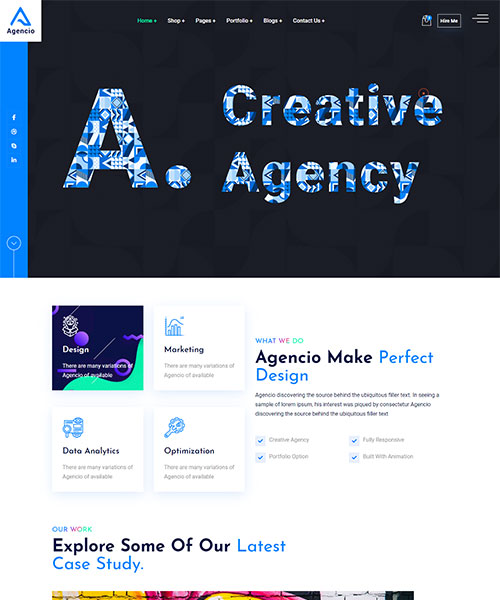 Agencio
Home + Shop + Pages + Portfolio + Blogs + Contact Us +
Hire Me
A. Creative
Agency
Design
There are many variations of
Agencio of available
Marketing
There are many variations of
Agencio of available
Data Analytics
There are many variations of
Agencio of available
Optimization
There are many variations of
Agencio of available
WHAT WE DO
Agencio Make Perfect
Design
Agencio discovering the source behind the ubiquitous filler text. In seeing a
sample of lorem ipsum, his interest was piqued by consectetur Agencio
discovering the source behind the ubiquitous filler text
Creative Agency
Fully Responsive
Portfolio Option
Built With Animation
OUR WORK
Explore Some Of Our Latest
Case Study.